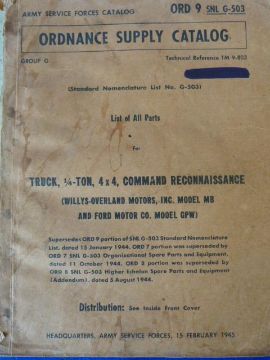 ARMY SERVICE FORCES CATALOG
ORD 9 SNL G-503
ORDNANCE SUPPLY CATALOG
GROUP G
Technical Reference TM 9-803
(Standard Nomenclature List No. G-503)
List of All Parts
For
TRUCK, ¼-TON, 4 x 4, COMMAND RECONNAISSANCE
(WILLYS-OVERLAND MOTORS, INC. MODEL MB
AND FORD MOTOR CO. MODEL GPW)
Supersedes ORD 9 portion of SNL G-503 Standard Nomenclature
List, dated 15 January 1944. ORD 7 portion was superseded by
ORD 7 SNL G-503 Organizational Spare Parts and Equipment,
dated 11 October 1944. ORD 8 portion was superseded by
ORD 8 SNL G-503 Higher Echelon Spare Parts and Equipment
(Addendum), dated 5 August 1944.
Distribution: See Inside Front Cover
HEADQUARTERS, ARMY SERVICE FORCES, 15 FEBRUARY 1945